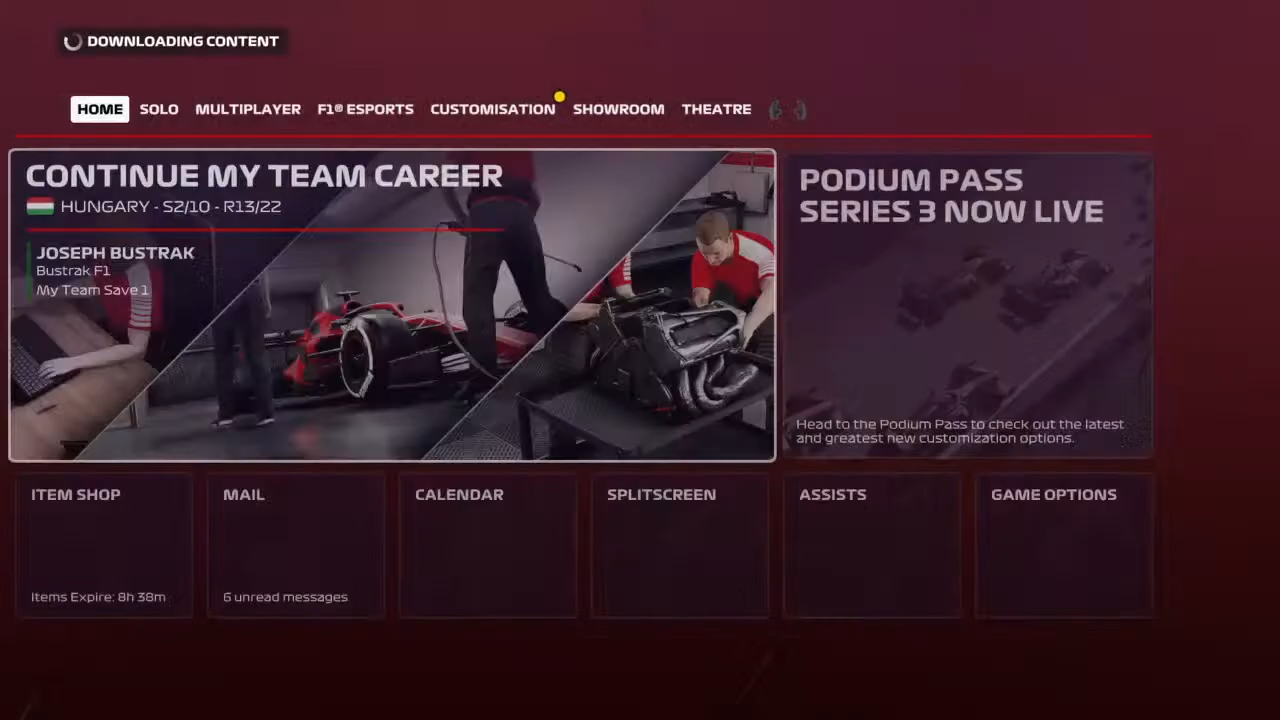 DOWNLOADING CONTENT
HOME SOLO MULTIPLAYER F1® ESPORTS CUSTOMISATION SHOWROOM THEATRE
CONTINUE MY TEAM CAREER
HUNGARY - S2/10 - R13/22
JOSEPH BUSTRAK
Bustrak F1
My Team Save 1
PODIUM PASS
SERIES 3 NOW LIVE
Head to the Podium Pass to check out the latest
and greatest new customization options.
ITEM SHOP
Items Expire: 8h 38m
MAIL
6 unread messages
CALENDAR
SPLITSCREEN
ASSISTS
GAME OPTIONS